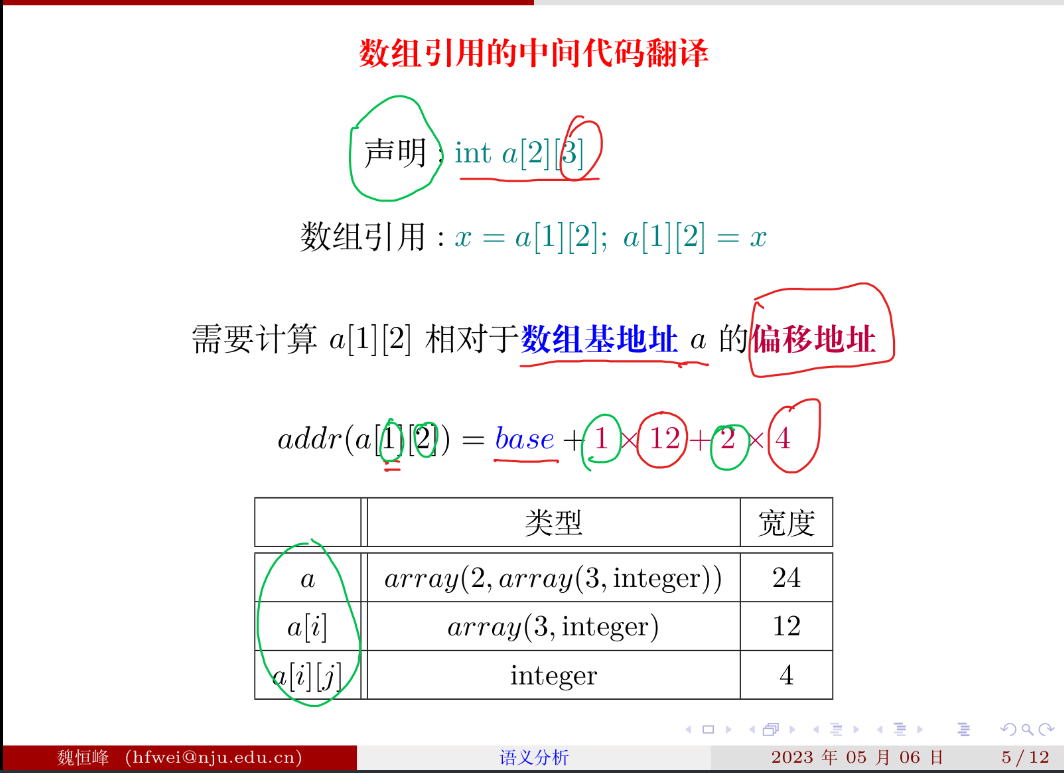 数组引用的中间代码翻译
声明 : int a[2][3]
数组引用 : x = a[1][2]; a[1][2] = x
需要计算 a[1][2] 相对于数组基地址 a 的偏移地址
addr(a[1][2]) = base + 1 × 12 + 2 × 4
类型 宽度
a array(2, array(3, integer)) 24
a[i] array(3, integer) 12
a[i][j] integer 4
魏恒峰 (hfwei@nju.edu.cn) 语义分析 2023 年 05 月 06 日 5 / 12